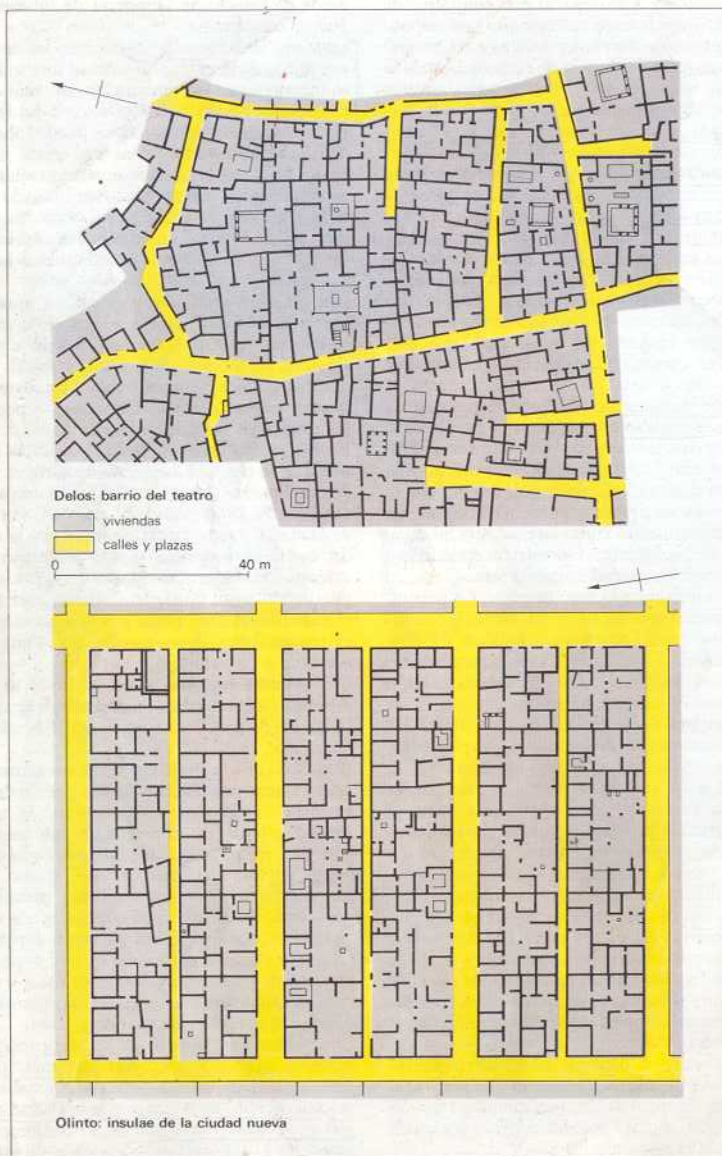 Delos: barrio del teatro
viviendas
calles y plazas
0 40 m
Olinto: insulae de la ciudad nueva